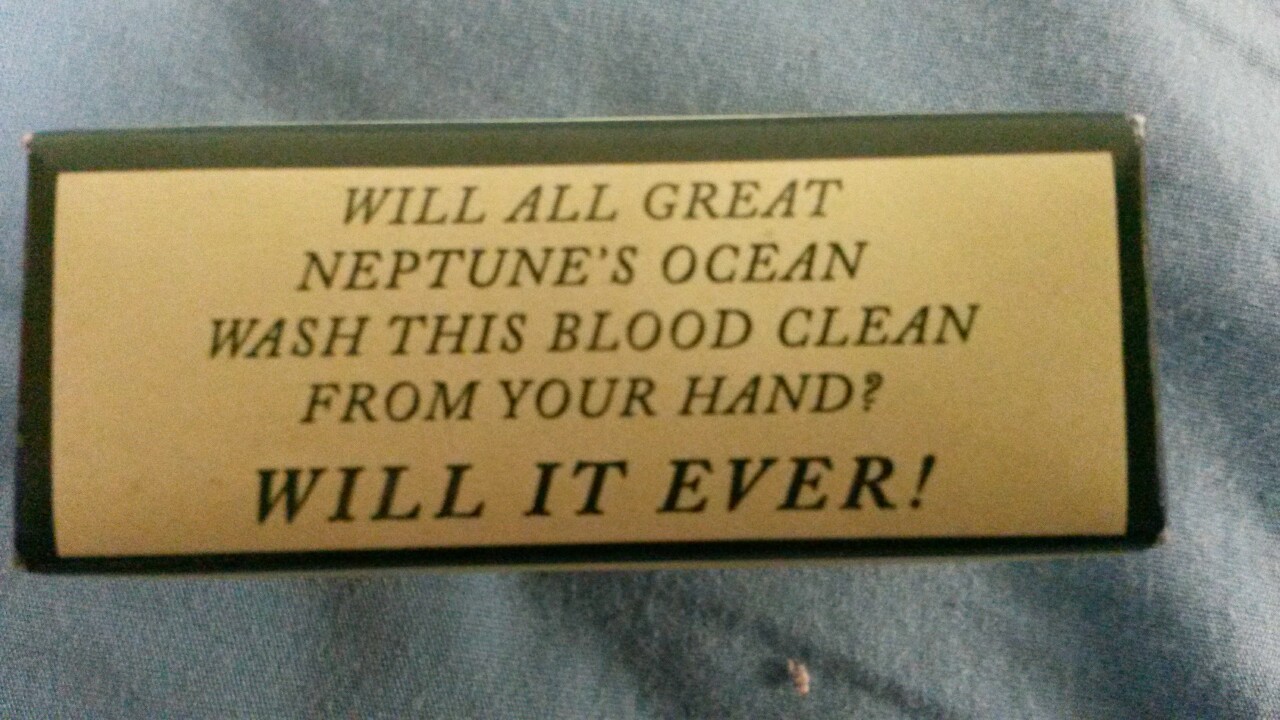 WILL ALL GREAT
NEPTUNE'S OCEAN
WASH THIS BLOOD CLEAN
FROM YOUR HAND?
WILL IT EVER!